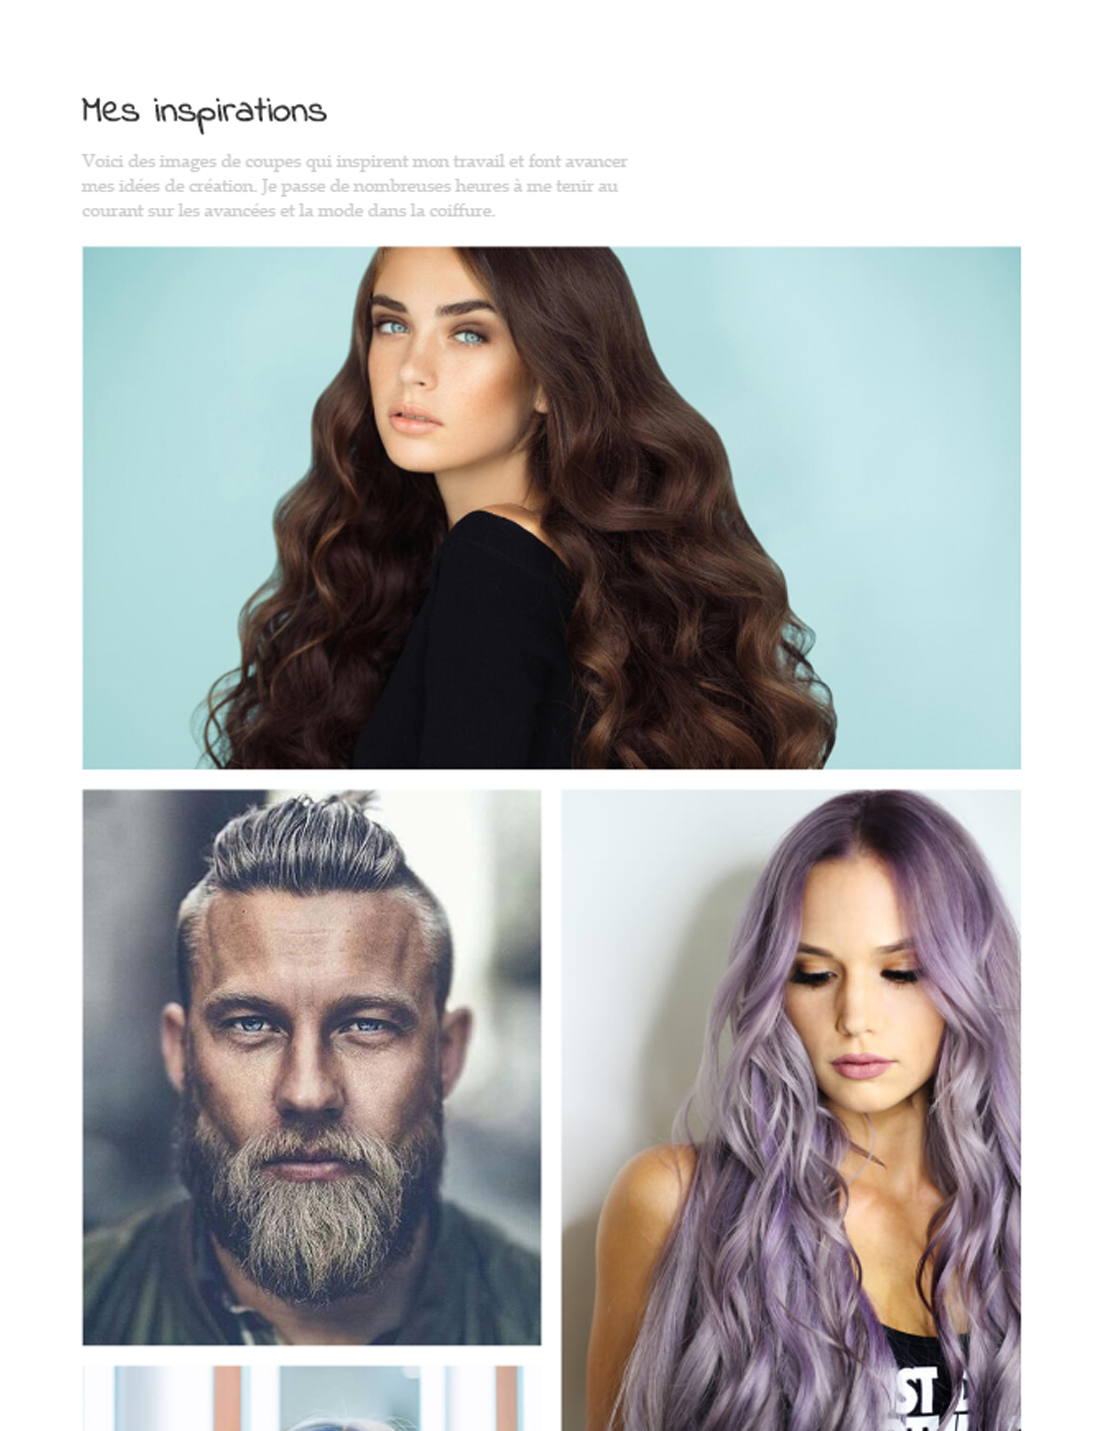 Mes inspirations
Voici des images de coupes qui inspirent mon travail et font avancer
mes idées de création. Je passe de nombreuses heures à me tenir au
courant sur les avancées et la mode dans la coiffure.
ST